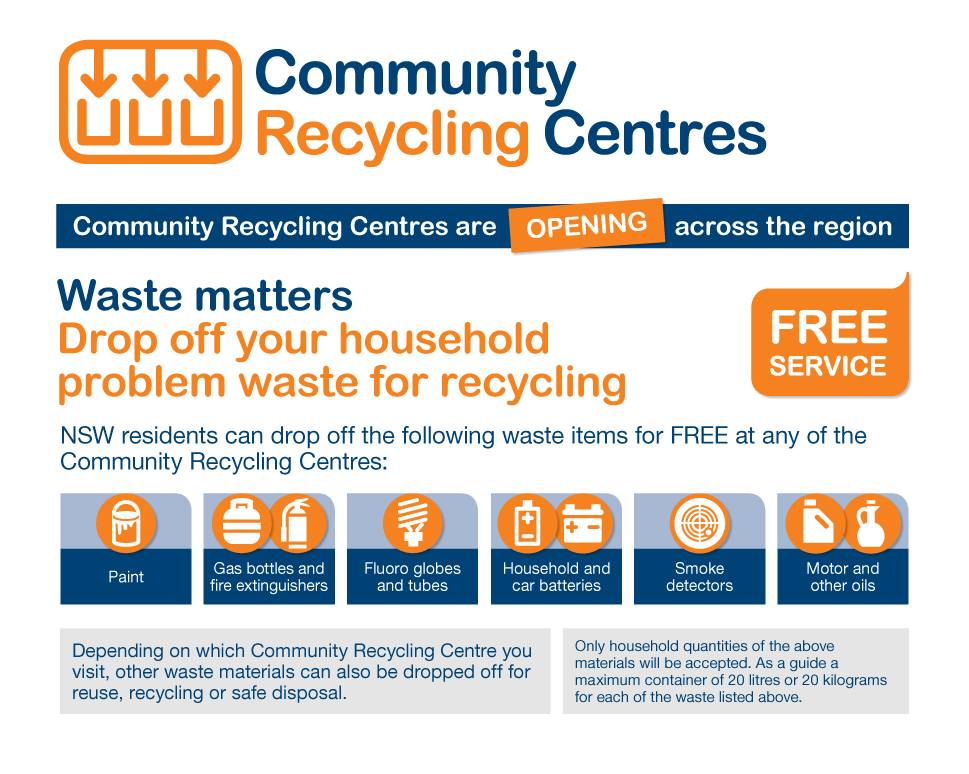 Community
Recycling Centres
Community Recycling Centres are OPENING across the region
Waste matters
Drop off your household
problem waste for recycling
FREE
SERVICE
NSW residents can drop off the following waste items for FREE at any of the
Community Recycling Centres:
Paint
Gas bottles and
fire extinguishers
Fluoro globes
and tubes
Household and
car batteries
Smoke
detectors
Motor and
other oils
Depending on which Community Recycling Centre you
visit, other waste materials can also be dropped off for
reuse, recycling or safe disposal.
Only household quantities of the above
materials will be accepted. As a guide a
maximum container of 20 litres or 20 kilograms
for each of the waste listed above.